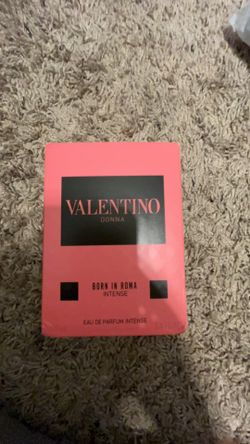 VALENTINO
DONNA
BORN IN ROMA
INTENSE
EAU DE PARFUM INTENSE